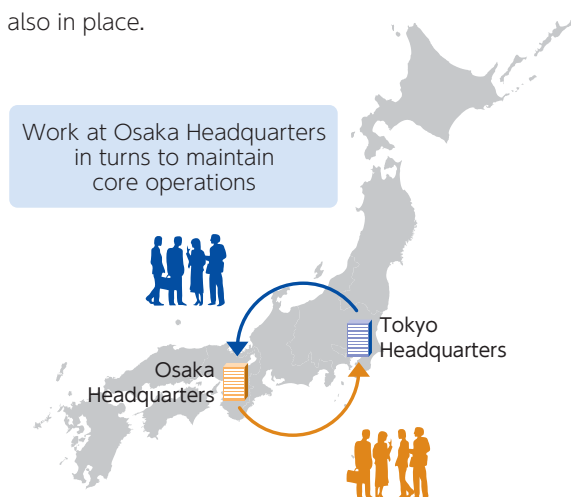 also in place.
Work at Osaka Headquarters
in turns to maintain
core operations
Tokyo
Headquarters
Osaka
Headquarters